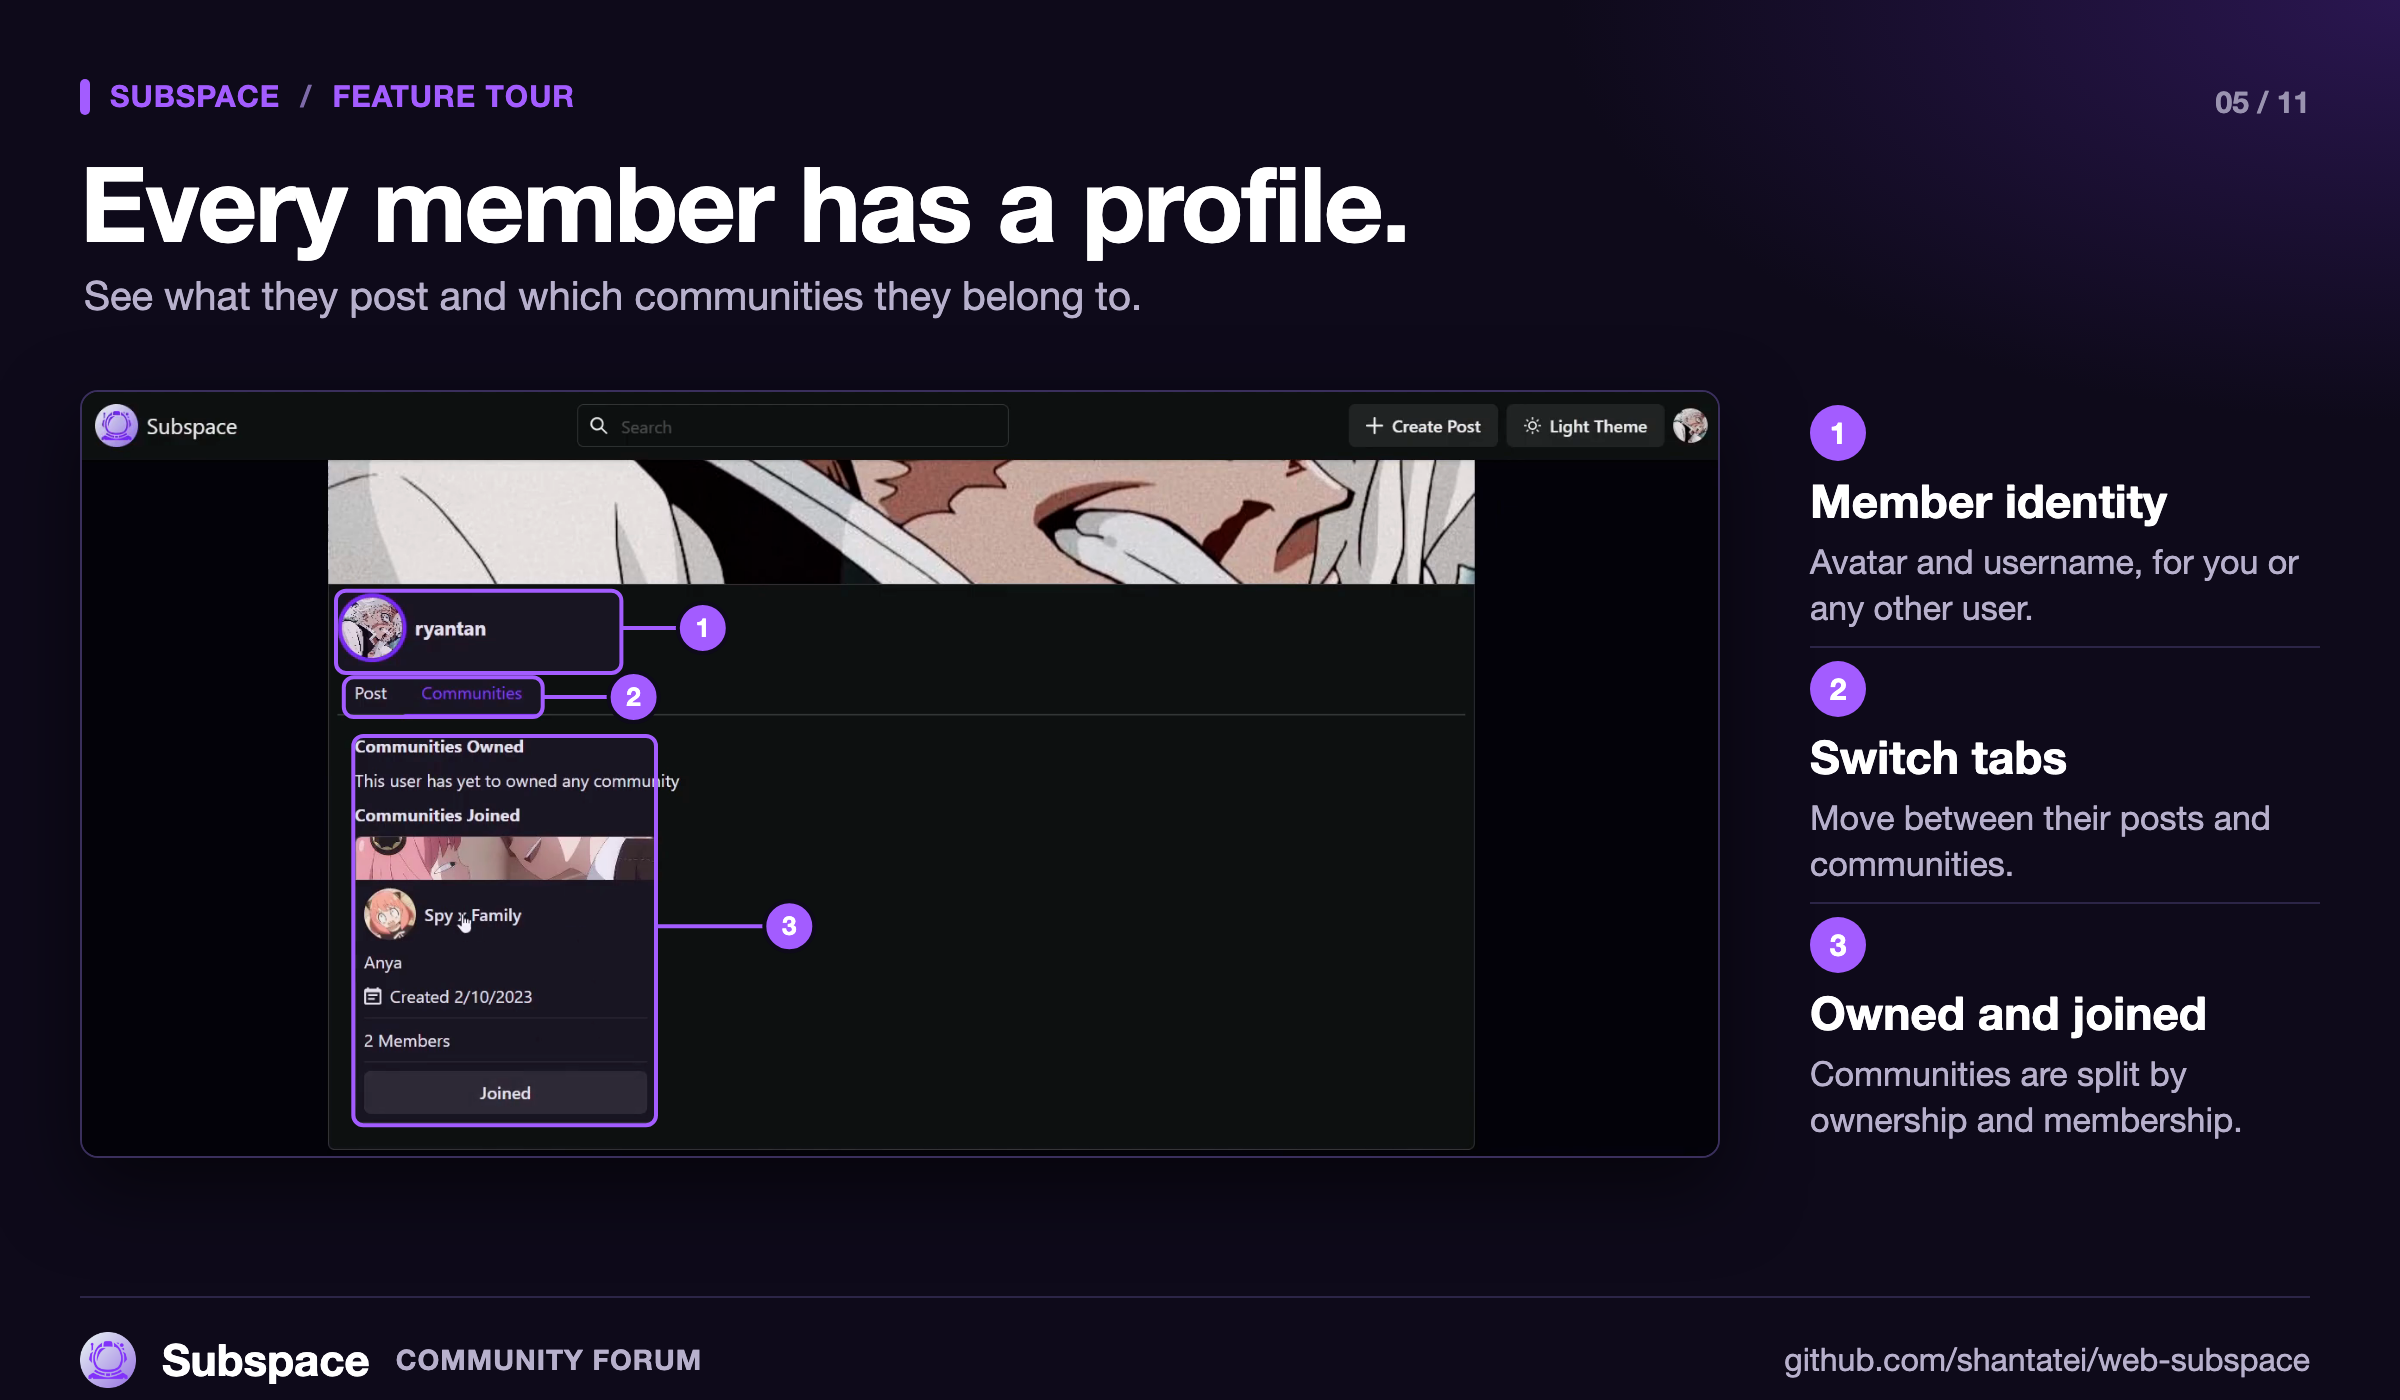 SUBSPACE / FEATURE TOUR
05 / 11
Every member has a profile.
See what they post and which communities they belong to.
Subspace
Search
Create Post
Light Theme
ryantan
1
Post Communities
2
Communities Owned
This user has yet to owned any community
Communities Joined
Spy x Family
3
Anya
Created 2/10/2023
2 Members
Joined
1
Member identity
Avatar and username, for you or
any other user.
2
Switch tabs
Move between their posts and
communities.
3
Owned and joined
Communities are split by
ownership and membership.
Subspace COMMUNITY FORUM
github.com/shantatei/web-subspace